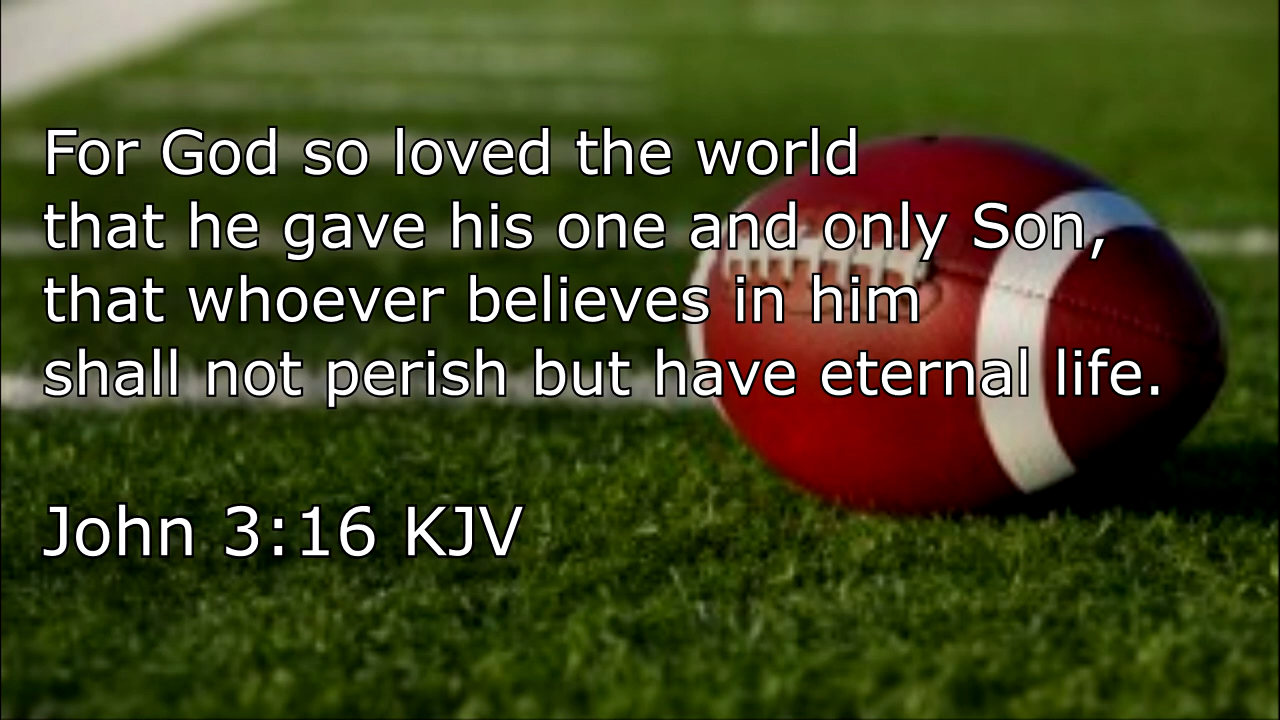 For God so loved the world
that he gave his one and only Son,
that whoever believes in him
shall not perish but have eternal life.
John 3:16 KJV